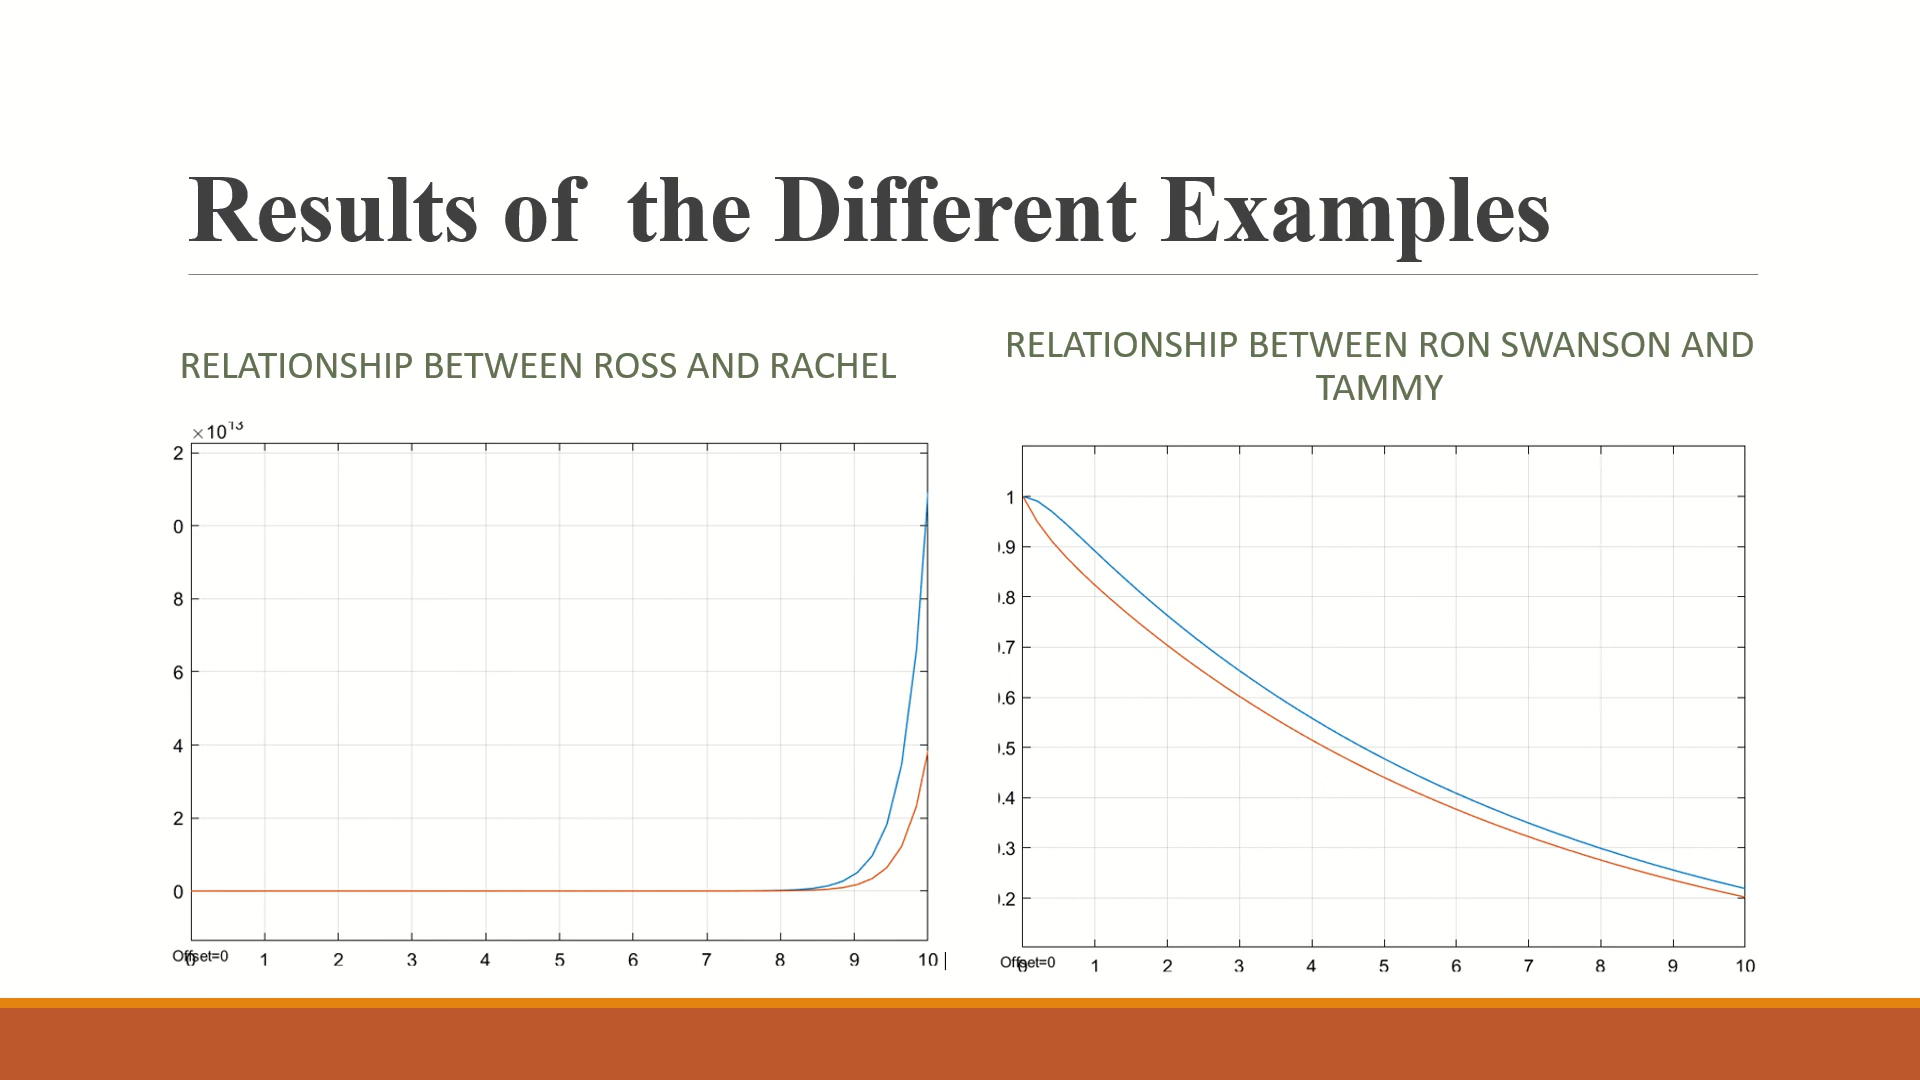 Results of the Different Examples
RELATIONSHIP BETWEEN ROSS AND RACHEL
RELATIONSHIP BETWEEN RON SWANSON AND
TAMMY
×10¹³
2
0
8
6
4
2
0
Offset=0
0 1 2 3 4 5 6 7 8 9 10
1
.9
.8
.7
.6
.5
.4
.3
.2
Offset=0
0 1 2 3 4 5 6 7 8 9 10